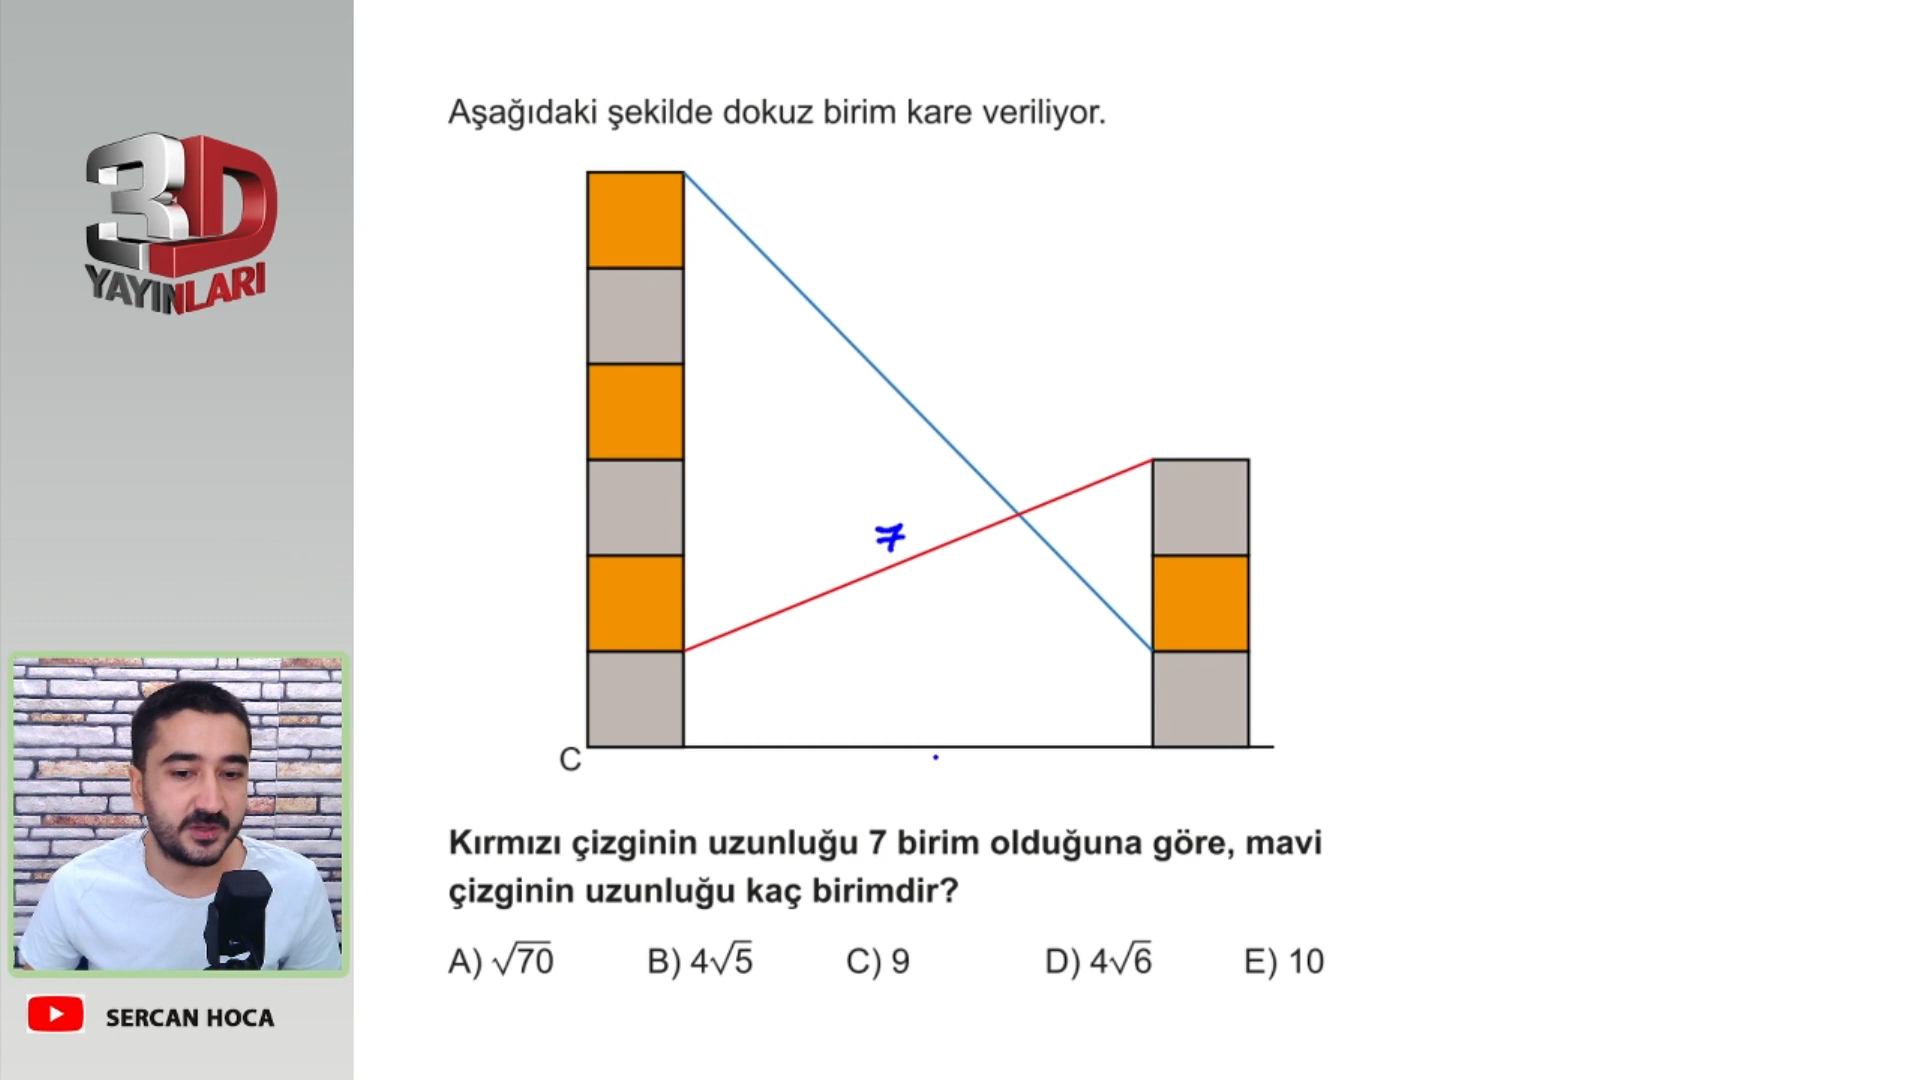 3D
YAYINLARI
Aşağıdaki şekilde dokuz birim kare veriliyor.
7
C
Kırmızı çizginin uzunluğu 7 birim olduğuna göre, mavi
çizginin uzunluğu kaç birimdir?
A) √70 B) 4√5 C) 9 D) 4√6 E) 10
SERCAN HOCA